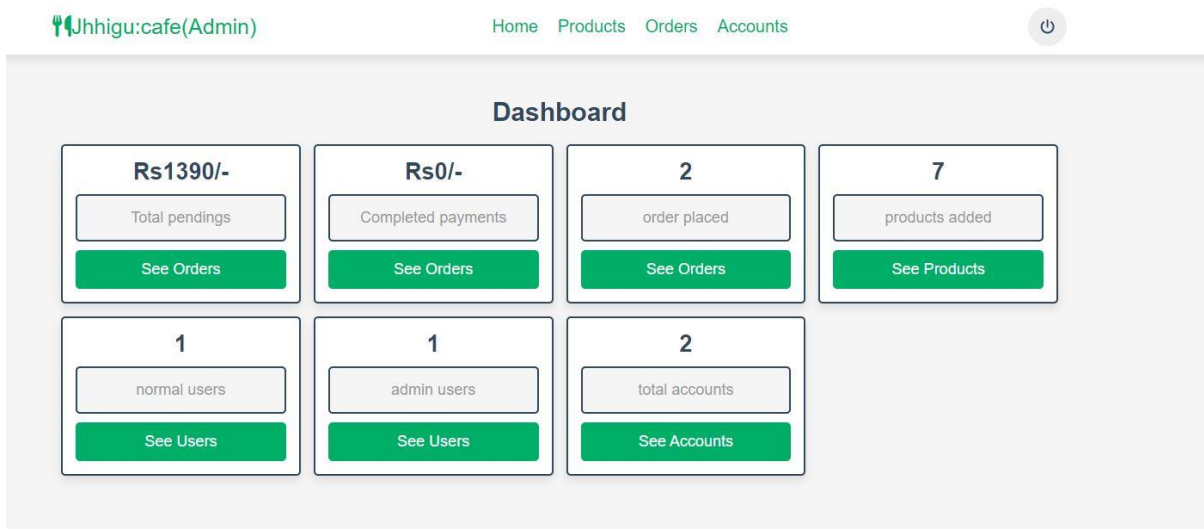 Jhhigu:cafe(Admin)
Home Products Orders Accounts
Dashboard
Rs1390/-
Total pendings
See Orders
Rs0/-
Completed payments
See Orders
2
order placed
See Orders
7
products added
See Products
1
normal users
See Users
1
admin users
See Users
2
total accounts
See Accounts